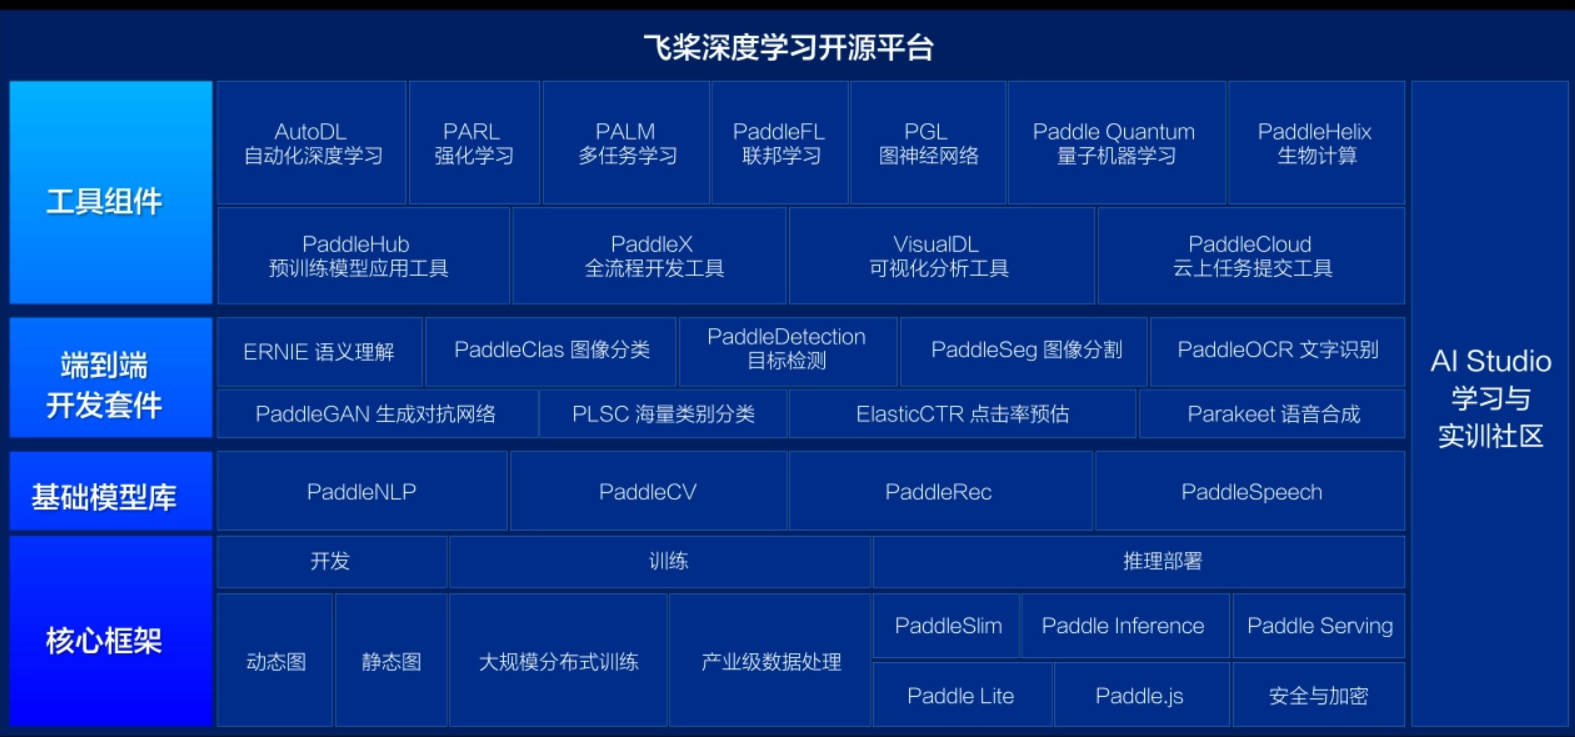 飞桨深度学习开源平台
工具组件
AutoDL
自动化深度学习
PARL
强化学习
PALM
多任务学习
PaddleFL
联邦学习
PGL
图神经网络
Paddle Quantum
量子机器学习
PaddleHelix
生物计算
PaddleHub
预训练模型应用工具
PaddleX
全流程开发工具
VisualDL
可视化分析工具
PaddleCloud
云上任务提交工具
端到端
开发套件
ERNIE 语义理解
PaddleClas 图像分类
PaddleDetection
目标检测
PaddleSeg 图像分割
PaddleOCR 文字识别
PaddleGAN 生成对抗网络
PLSC 海量类别分类
ElasticCTR 点击率预估
Parakeet 语音合成
基础模型库
PaddleNLP
PaddleCV
PaddleRec
PaddleSpeech
核心框架
开发
训练
推理部署
动态图
静态图
大规模分布式训练
产业级数据处理
PaddleSlim
Paddle Inference
Paddle Serving
Paddle Lite
Paddle.js
安全与加密
AI Studio
学习与
实训社区